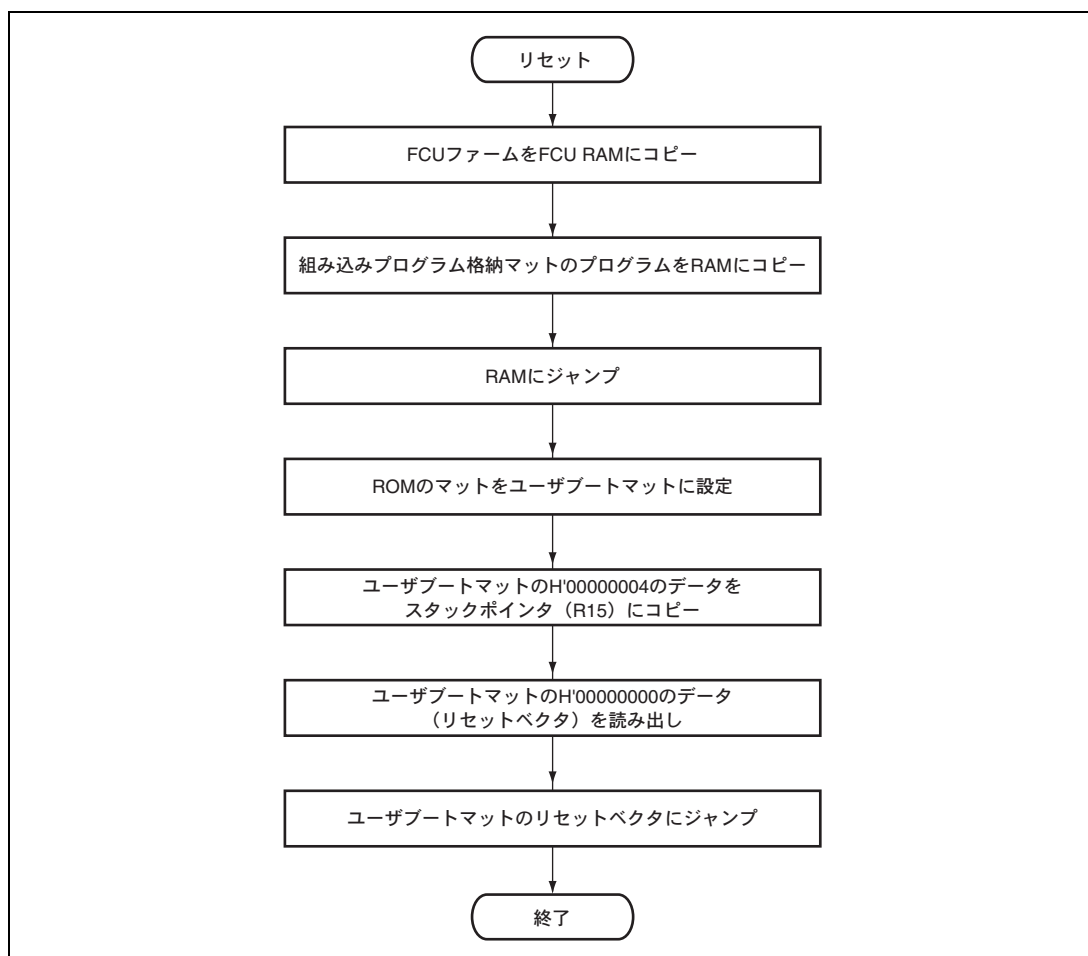 リセット
FCUファームをFCU RAMにコピー
組み込みプログラム格納マットのプログラムをRAMにコピー
RAMにジャンプ
ROMのマットをユーザブートマットに設定
ユーザブートマットのH'00000004のデータを
スタックポインタ（R15）にコピー
ユーザブートマットのH'00000000のデータ
（リセットベクタ）を読み出し
ユーザブートマットのリセットベクタにジャンプ
終了